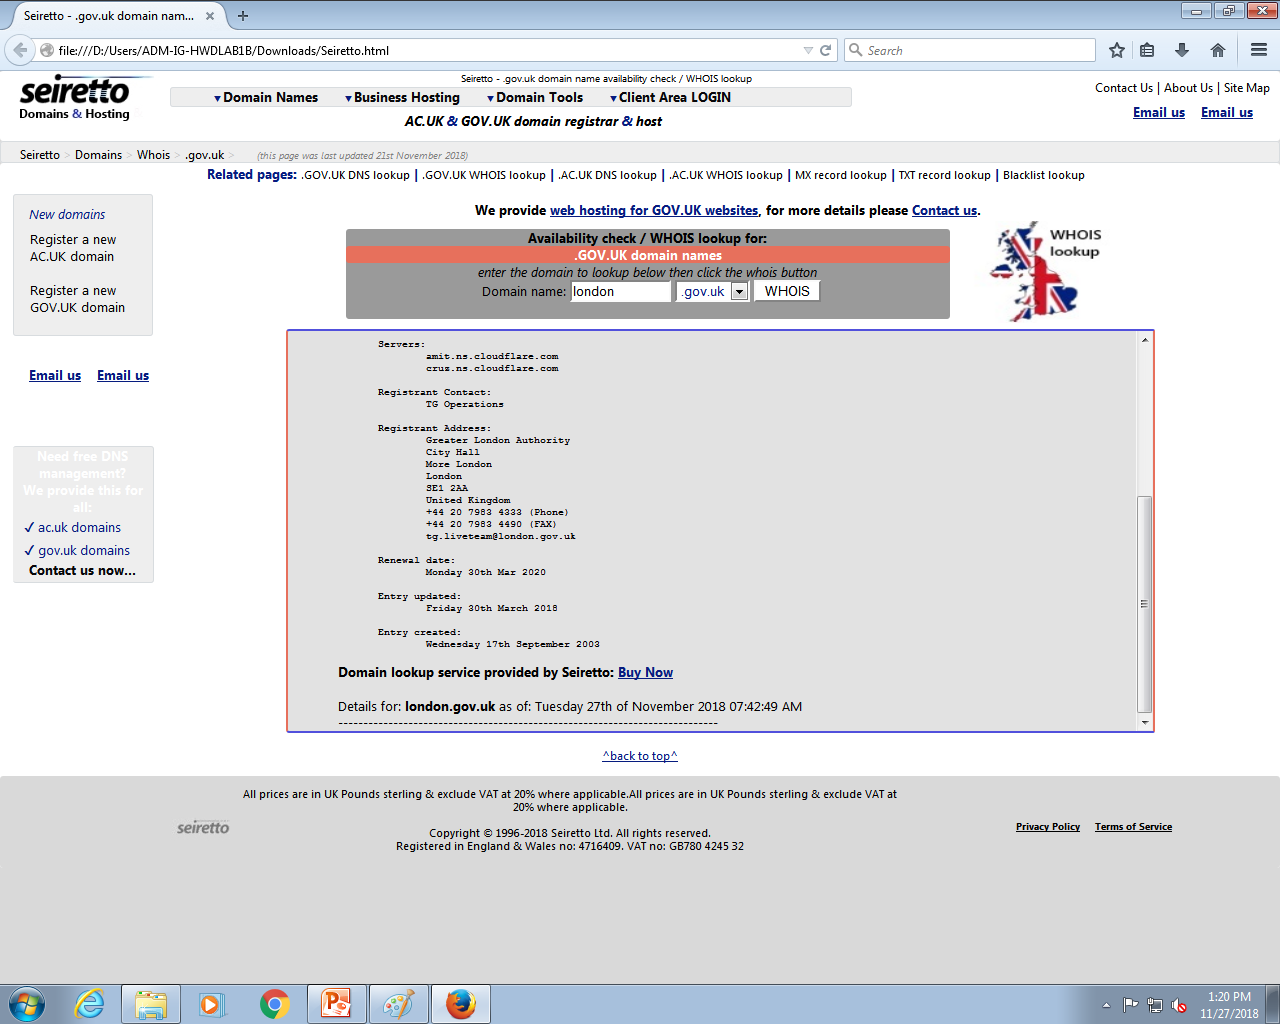 Seiretto - .gov.uk domain nam...
file:///D:/Users/ADM-IG-HWDLAB1B/Downloads/Seiretto.html
Search
seiretto
Domains & Hosting
Seiretto - .gov.uk domain name availability check / WHOIS lookup
Domain Names Business Hosting Domain Tools Client Area LOGIN
AC.UK & GOV.UK domain registrar & host
Contact Us | About Us | Site Map
Email us Email us
Seiretto > Domains > Whois > .gov.uk > (this page was last updated 21st November 2018)
Related pages: .GOV.UK DNS lookup | .GOV.UK WHOIS lookup | .AC.UK DNS lookup | .AC.UK WHOIS lookup | MX record lookup | TXT record lookup | Blacklist lookup
New domains
Register a new
AC.UK domain
Register a new
GOV.UK domain
Email us Email us
Need free DNS
management?
We provide this for
all:
✓ ac.uk domains
✓ gov.uk domains
Contact us now...
We provide web hosting for GOV.UK websites, for more details please Contact us.
Availability check / WHOIS lookup for:
.GOV.UK domain names
enter the domain to lookup below then click the whois button
Domain name: london .gov.uk WHOIS
WHOIS
lookup
Servers:
amit.ns.cloudflare.com
cruz.ns.cloudflare.com
Registrant Contact:
TG Operations
Registrant Address:
Greater London Authority
City Hall
More London
London
SE1 2AA
United Kingdom
+44 20 7983 4333 (Phone)
+44 20 7983 4490 (FAX)
tg.liveteam@london.gov.uk
Renewal date:
Monday 30th Mar 2020
Entry updated:
Friday 30th March 2018
Entry created:
Wednesday 17th September 2003
Domain lookup service provided by Seiretto: Buy Now
Details for: london.gov.uk as of: Tuesday 27th of November 2018 07:42:49 AM
----------------------------------------------------------------------------
^back to top^
All prices are in UK Pounds sterling & exclude VAT at 20% where applicable.All prices are in UK Pounds sterling & exclude VAT at
20% where applicable.
seiretto
Copyright © 1996-2018 Seiretto Ltd. All rights reserved.
Registered in England & Wales no: 4716409. VAT no: GB780 4245 32
Privacy Policy Terms of Service
1:20 PM
11/27/2018